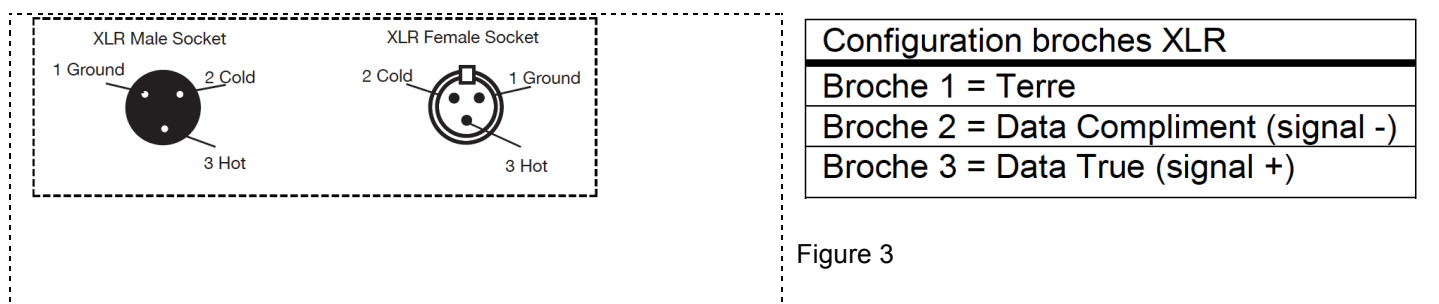 XLR Male Socket
1 Ground
2 Cold
3 Hot
XLR Female Socket
2 Cold
1 Ground
3 Hot
Configuration broches XLR
Broche 1 = Terre
Broche 2 = Data Compliment (signal -)
Broche 3 = Data True (signal +)
Figure 3